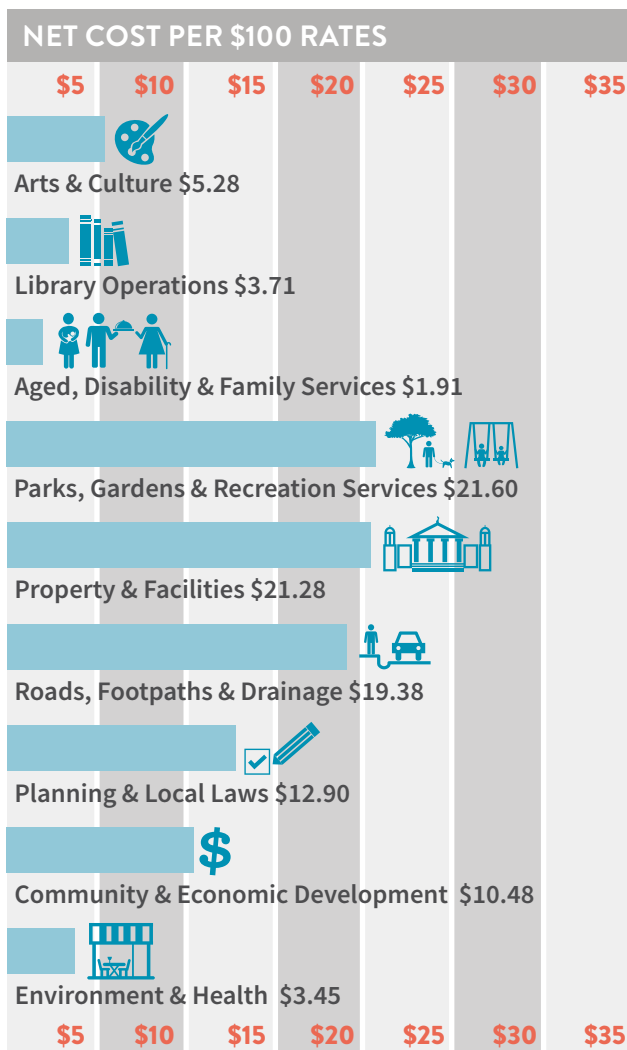 NET COST PER $100 RATES
$5 $10 $15 $20 $25 $30 $35
Arts & Culture $5.28
Library Operations $3.71
Aged, Disability & Family Services $1.91
Parks, Gardens & Recreation Services $21.60
Property & Facilities $21.28
Roads, Footpaths & Drainage $19.38
Planning & Local Laws $12.90
$
Community & Economic Development $10.48
Environment & Health $3.45
$5 $10 $15 $20 $25 $30 $35